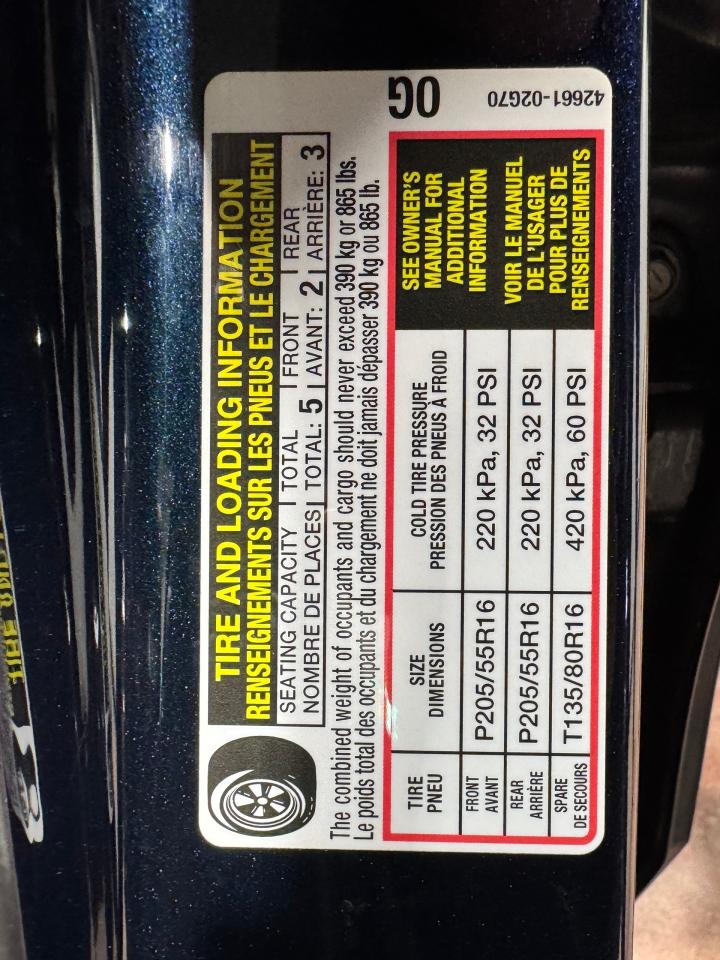 TIRE AND LOADING INFORMATION
RENSEIGNEMENTS SUR LES PNEUS ET LE CHARGEMENT
SEATING CAPACITY TOTAL FRONT REAR
NOMBRE DE PLACES TOTAL: 5 AVANT: 2 ARRIÈRE: 3
The combined weight of occupants and cargo should never exceed 390 kg or 865 lbs.
Le poids total des occupants et du chargement ne doit jamais dépasser 390 kg ou 865 lb.
TIRE SIZE COLD TIRE PRESSURE
PNEU DIMENSIONS PRESSION DES PNEUS À FROID
FRONT
AVANT
P205/55R16 220 kPa, 32 PSI
REAR
ARRIÈRE
P205/55R16 220 kPa, 32 PSI
SPARE
DE SECOURS
T135/80R16 420 kPa, 60 PSI
SEE OWNER'S
MANUAL FOR
ADDITIONAL
INFORMATION
VOIR LE MANUEL
DE L'USAGER
POUR PLUS DE
RENSEIGNEMENTS
0G
42661-02G70